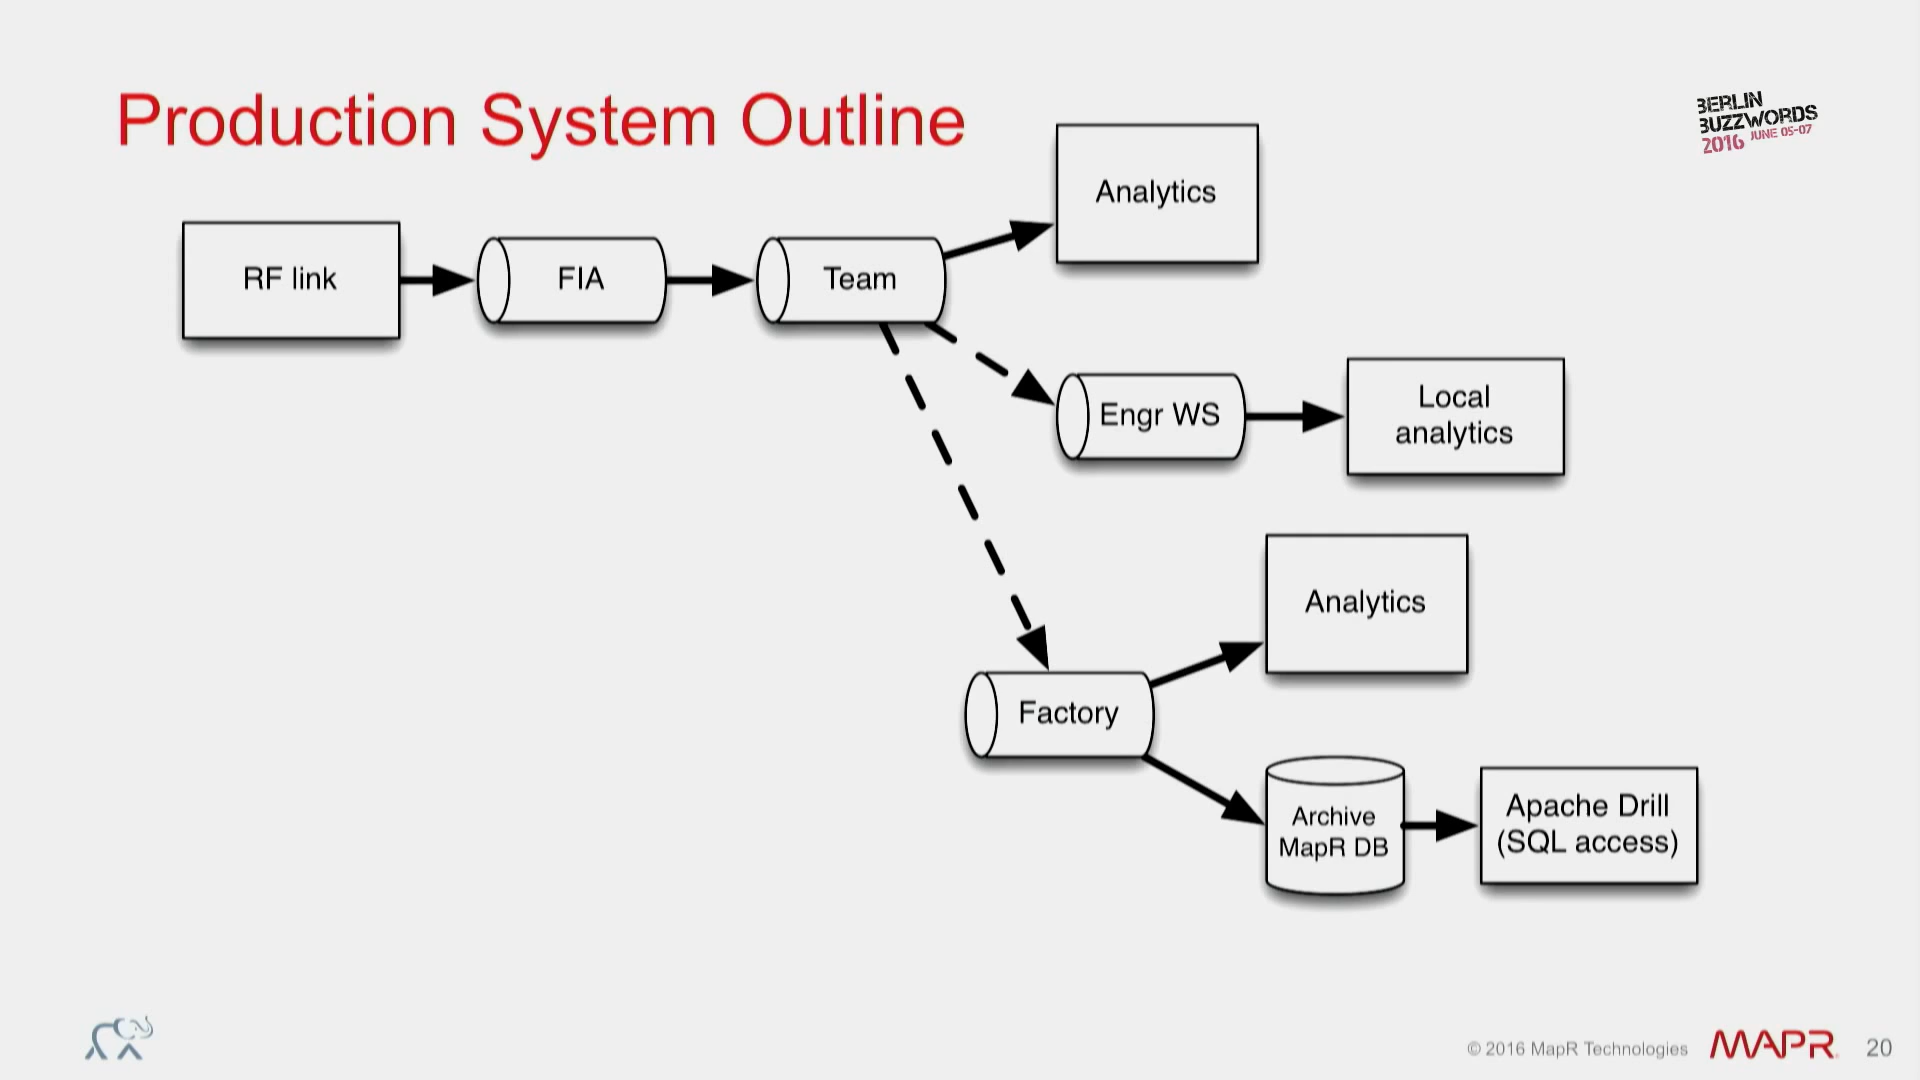 Production System Outline
BERLIN
BUZZWORDS
2016 JUNE 05-07
Analytics
RF link
FIA
Team
Engr WS
Local
analytics
Analytics
Factory
Archive
MapR DB
Apache Drill
(SQL access)
© 2016 MapR Technologies
MAPR
20